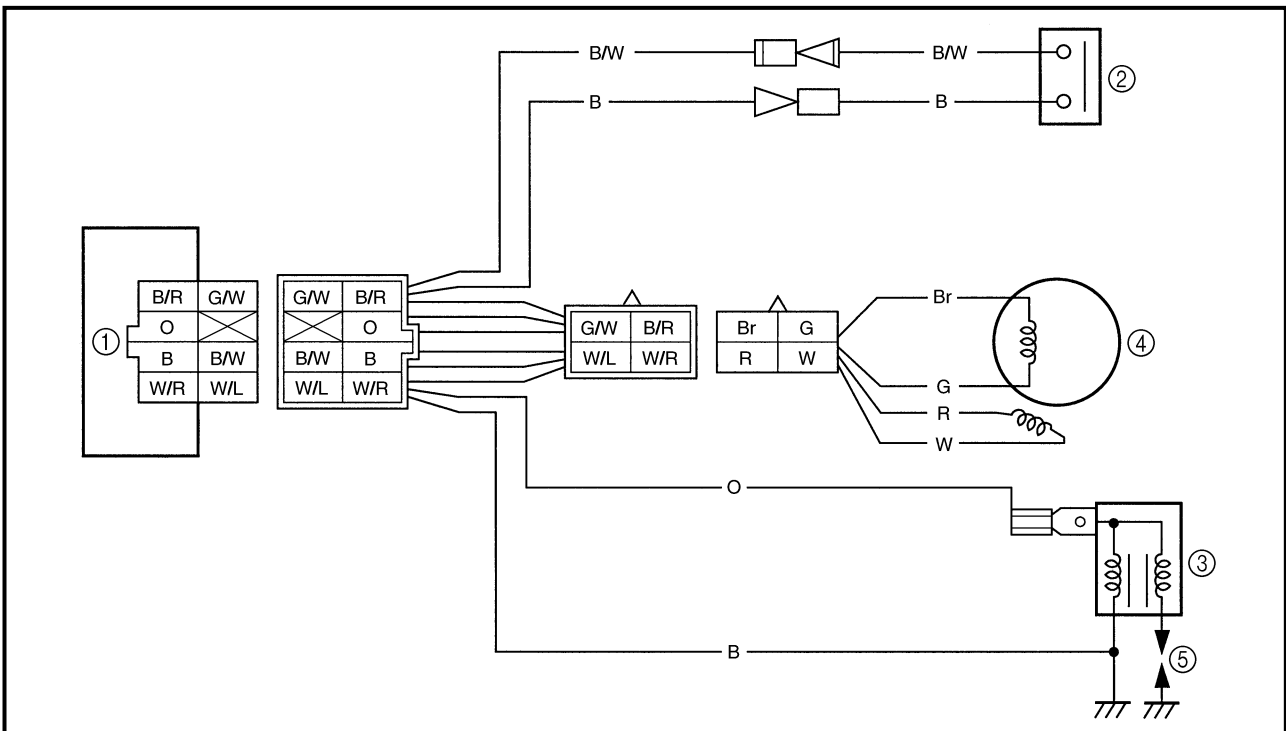 B/W B/W ②
B B
B/R G/W G/W B/R
O O
① B B/W B/W B
W/R W/L W/L W/R
G/W B/R Br G
W/L W/R R W
Br
④
G
R
W
O
③
B
⑤